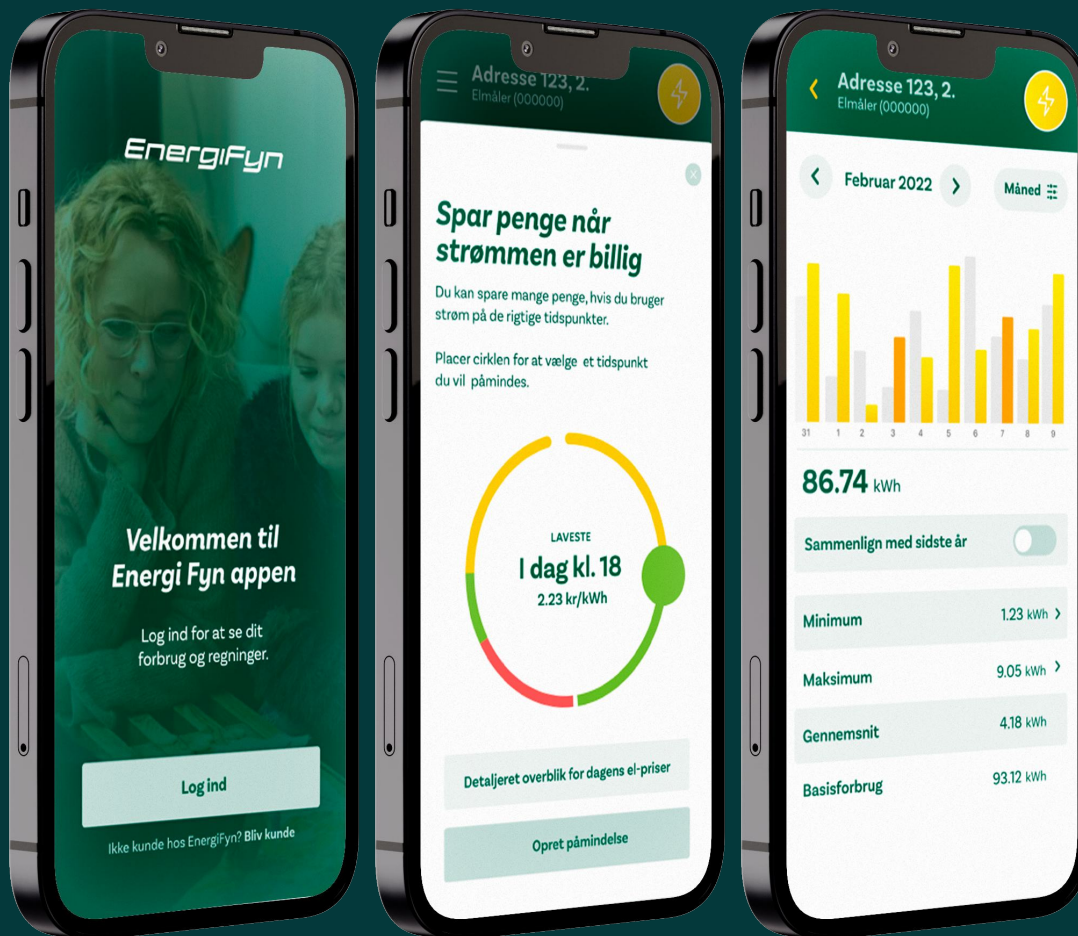 EnergiFyn
Velkommen til
Energi Fyn appen
Log ind for at se dit
forbrug og regninger.
Log ind
Ikke kunde hos EnergiFyn? Bliv kunde
Adresse 123, 2.
Elmåler (000000)
Spar penge når
strømmen er billig
Du kan spare mange penge, hvis du bruger
strøm på de rigtige tidspunkter.
Placer cirklen for at vælge et tidspunkt
du vil påmindes.
LAVESTE
I dag kl. 18
2.23 kr/kWh
Detaljeret overblik for dagens el-priser
Opret påmindelse
Adresse 123, 2.
Elmåler (000000)
Februar 2022
Måned
31 1 2 3 4 5 6 7 8 9
86.74 kWh
Sammenlign med sidste år
Minimum 1.23 kWh
Maksimum 9.05 kWh
Gennemsnit 4.18 kWh
Basisforbrug 93.12 kWh